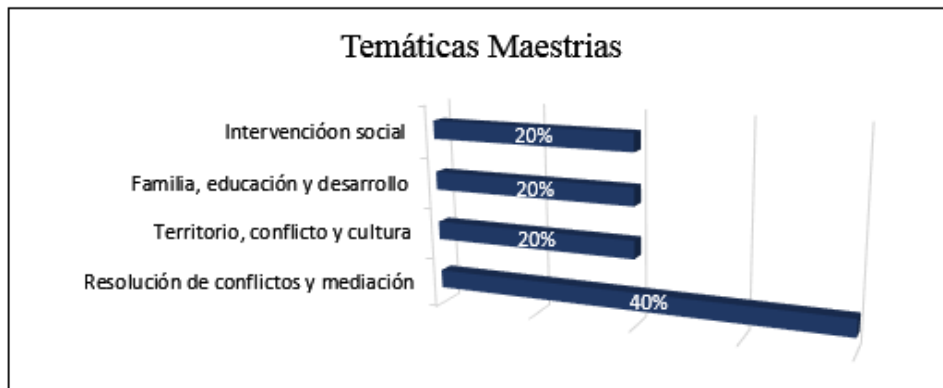 Temáticas Maestrias
Intervencióon social
20%
Familia, educación y desarrollo
20%
Territorio, conflicto y cultura
20%
Resolución de conflictos y mediación
40%